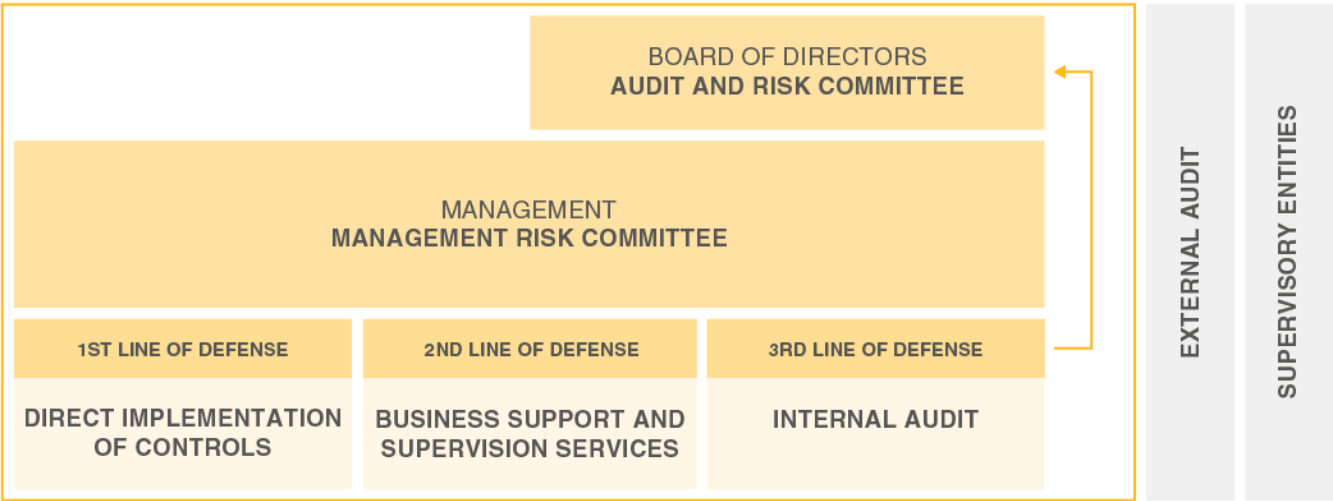 BOARD OF DIRECTORS
AUDIT AND RISK COMMITTEE
MANAGEMENT
MANAGEMENT RISK COMMITTEE
1ST LINE OF DEFENSE
DIRECT IMPLEMENTATION
OF CONTROLS
2ND LINE OF DEFENSE
BUSINESS SUPPORT AND
SUPERVISION SERVICES
3RD LINE OF DEFENSE
INTERNAL AUDIT
EXTERNAL AUDIT
SUPERVISORY ENTITIES